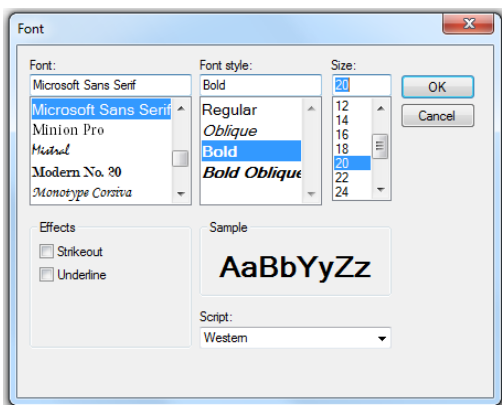 Font
Font:
Microsoft Sans Serif
Microsoft Sans Serif
Minion Pro
Mistral
Modern No. 20
Monotype Corsiva
Font style:
Bold
Regular
Oblique
Bold
Bold Oblique
Size:
20
12
14
16
18
20
22
24
OK
Cancel
Effects
Strikeout
Underline
Sample
AaBbYyZz
Script:
Western